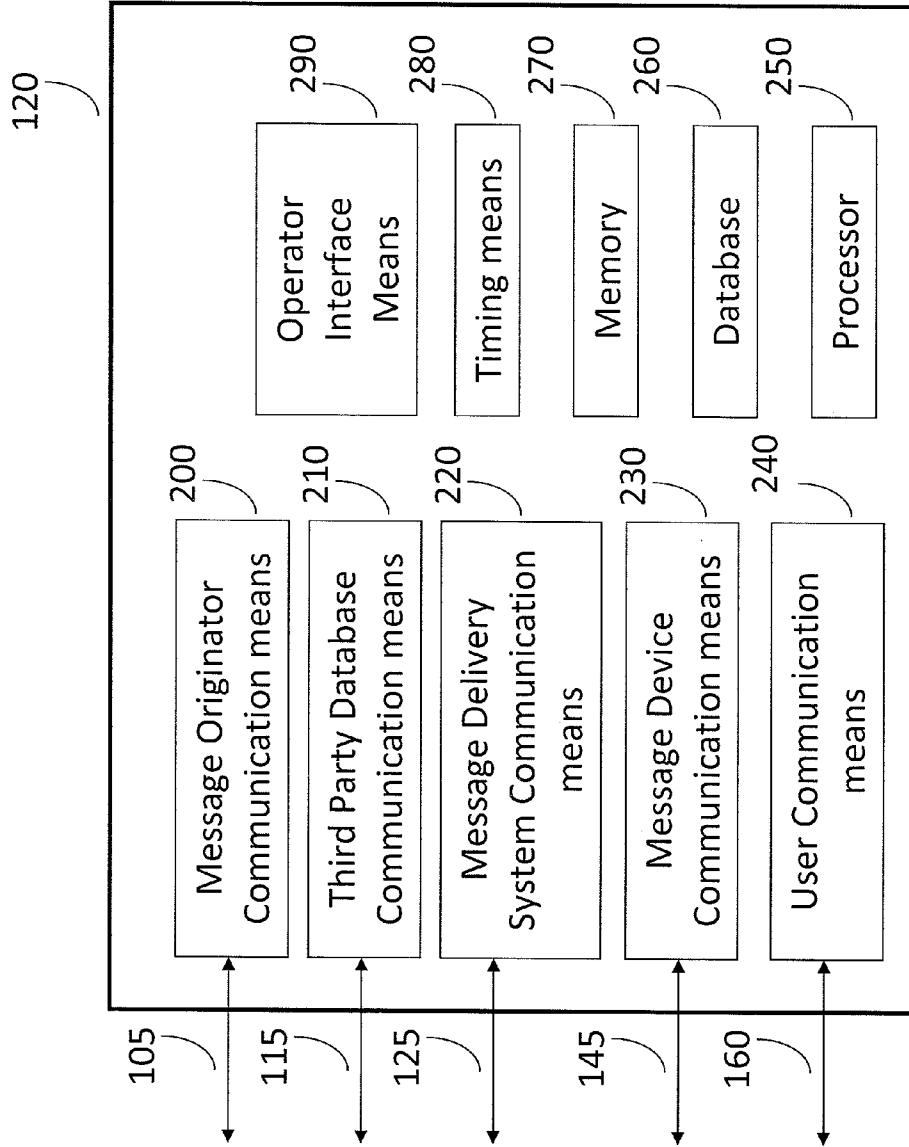 120
105
Message Originator
Communication means
200
115
Third Party Database
Communication means
210
125
Message Delivery
System Communication
means
220
145
Message Device
Communication means
230
160
User Communication
means
240
Operator
Interface
Means
290
Timing means
280
Memory
270
Database
260
Processor
250